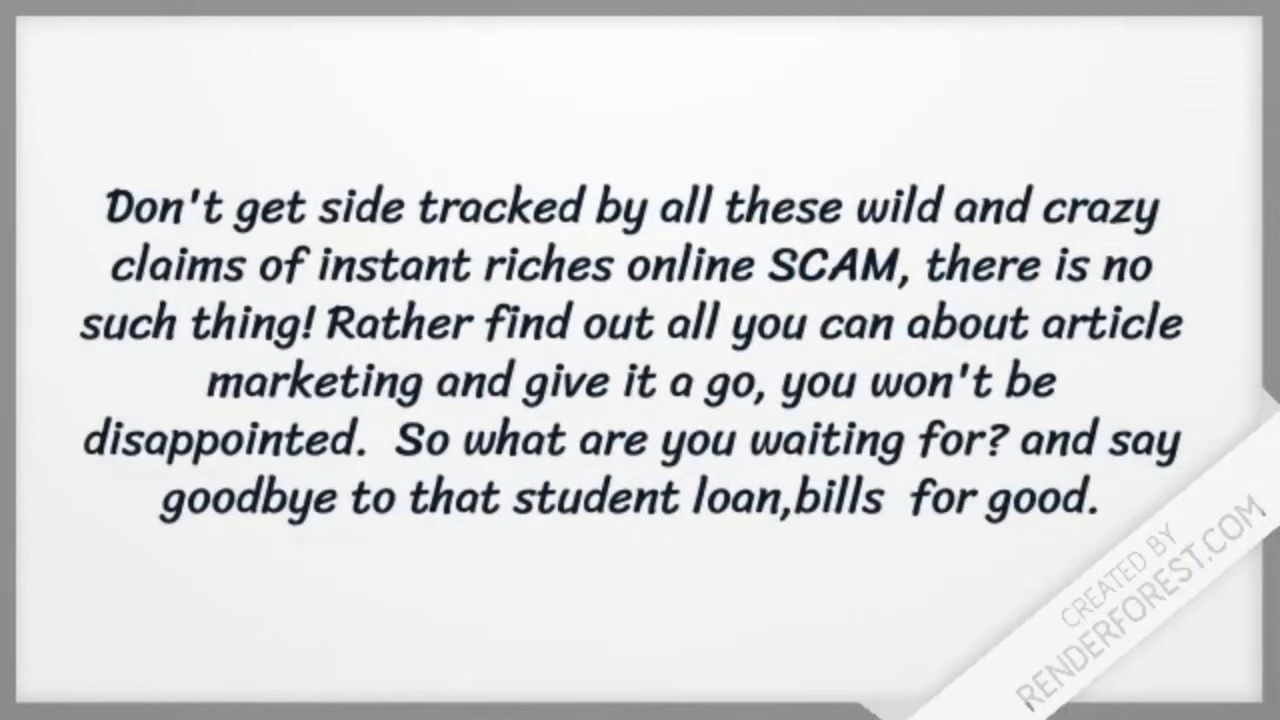 Don't get side tracked by all these wild and crazy
claims of instant riches online SCAM, there is no
such thing! Rather find out all you can about article
marketing and give it a go, you won't be
disappointed.  So what are you waiting for? and say
goodbye to that student loan,bills  for good.
CREATED BY
RENDERFOREST.COM